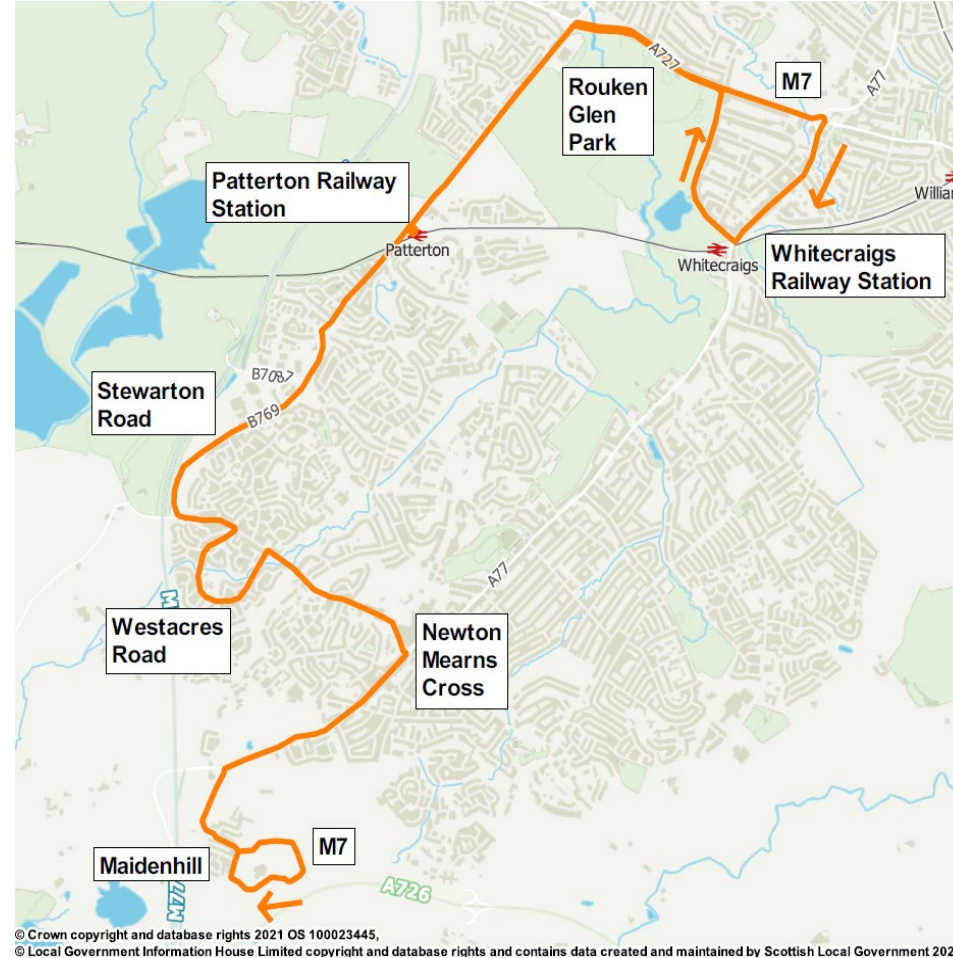 A727
M7
A77
Rouken
Glen
Park
Patterton Railway
Station
Patterton
Whitecraigs
Whitecraigs
Railway Station
B7087
Stewarton
Road
B769
A77
Westacres
Road
Newton
Mearns
Cross
M7
Maidenhill
M77
A726
© Crown copyright and database rights 2021 OS 100023445,
© Local Government Information House Limited copyright and database rights and contains data created and maintained by Scottish Local Government 202